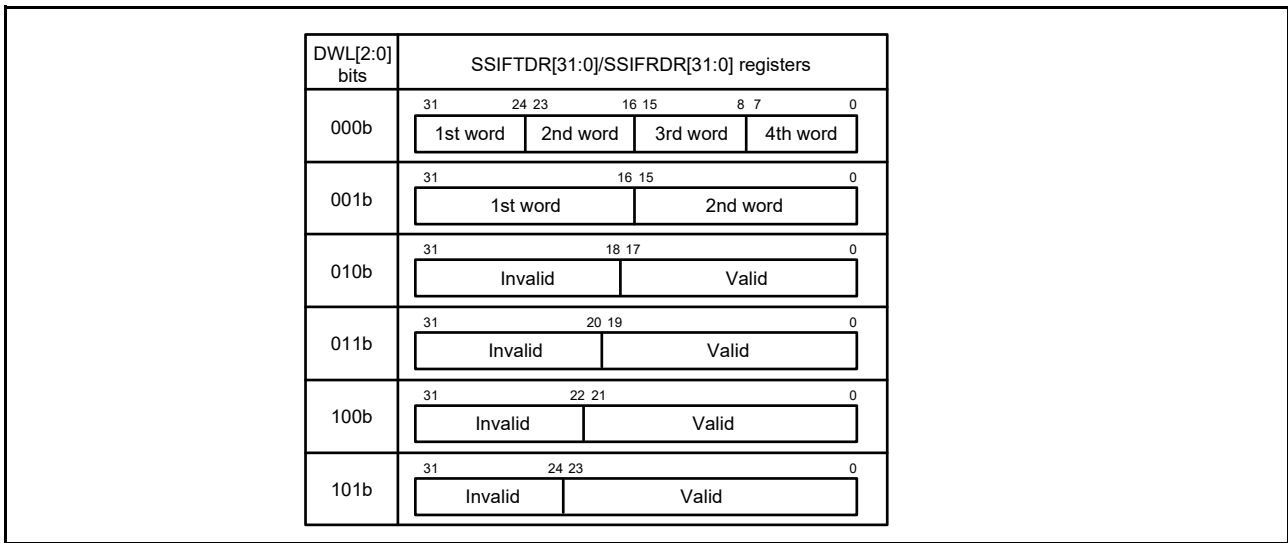 DWL[2:0]
bits
SSIFTDR[31:0]/SSIFRDR[31:0] registers
000b
31 24 23 16 15 8 7 0
1st word 2nd word 3rd word 4th word
001b
31 16 15 0
1st word 2nd word
010b
31 18 17 0
Invalid Valid
011b
31 20 19 0
Invalid Valid
100b
31 22 21 0
Invalid Valid
101b
31 24 23 0
Invalid Valid